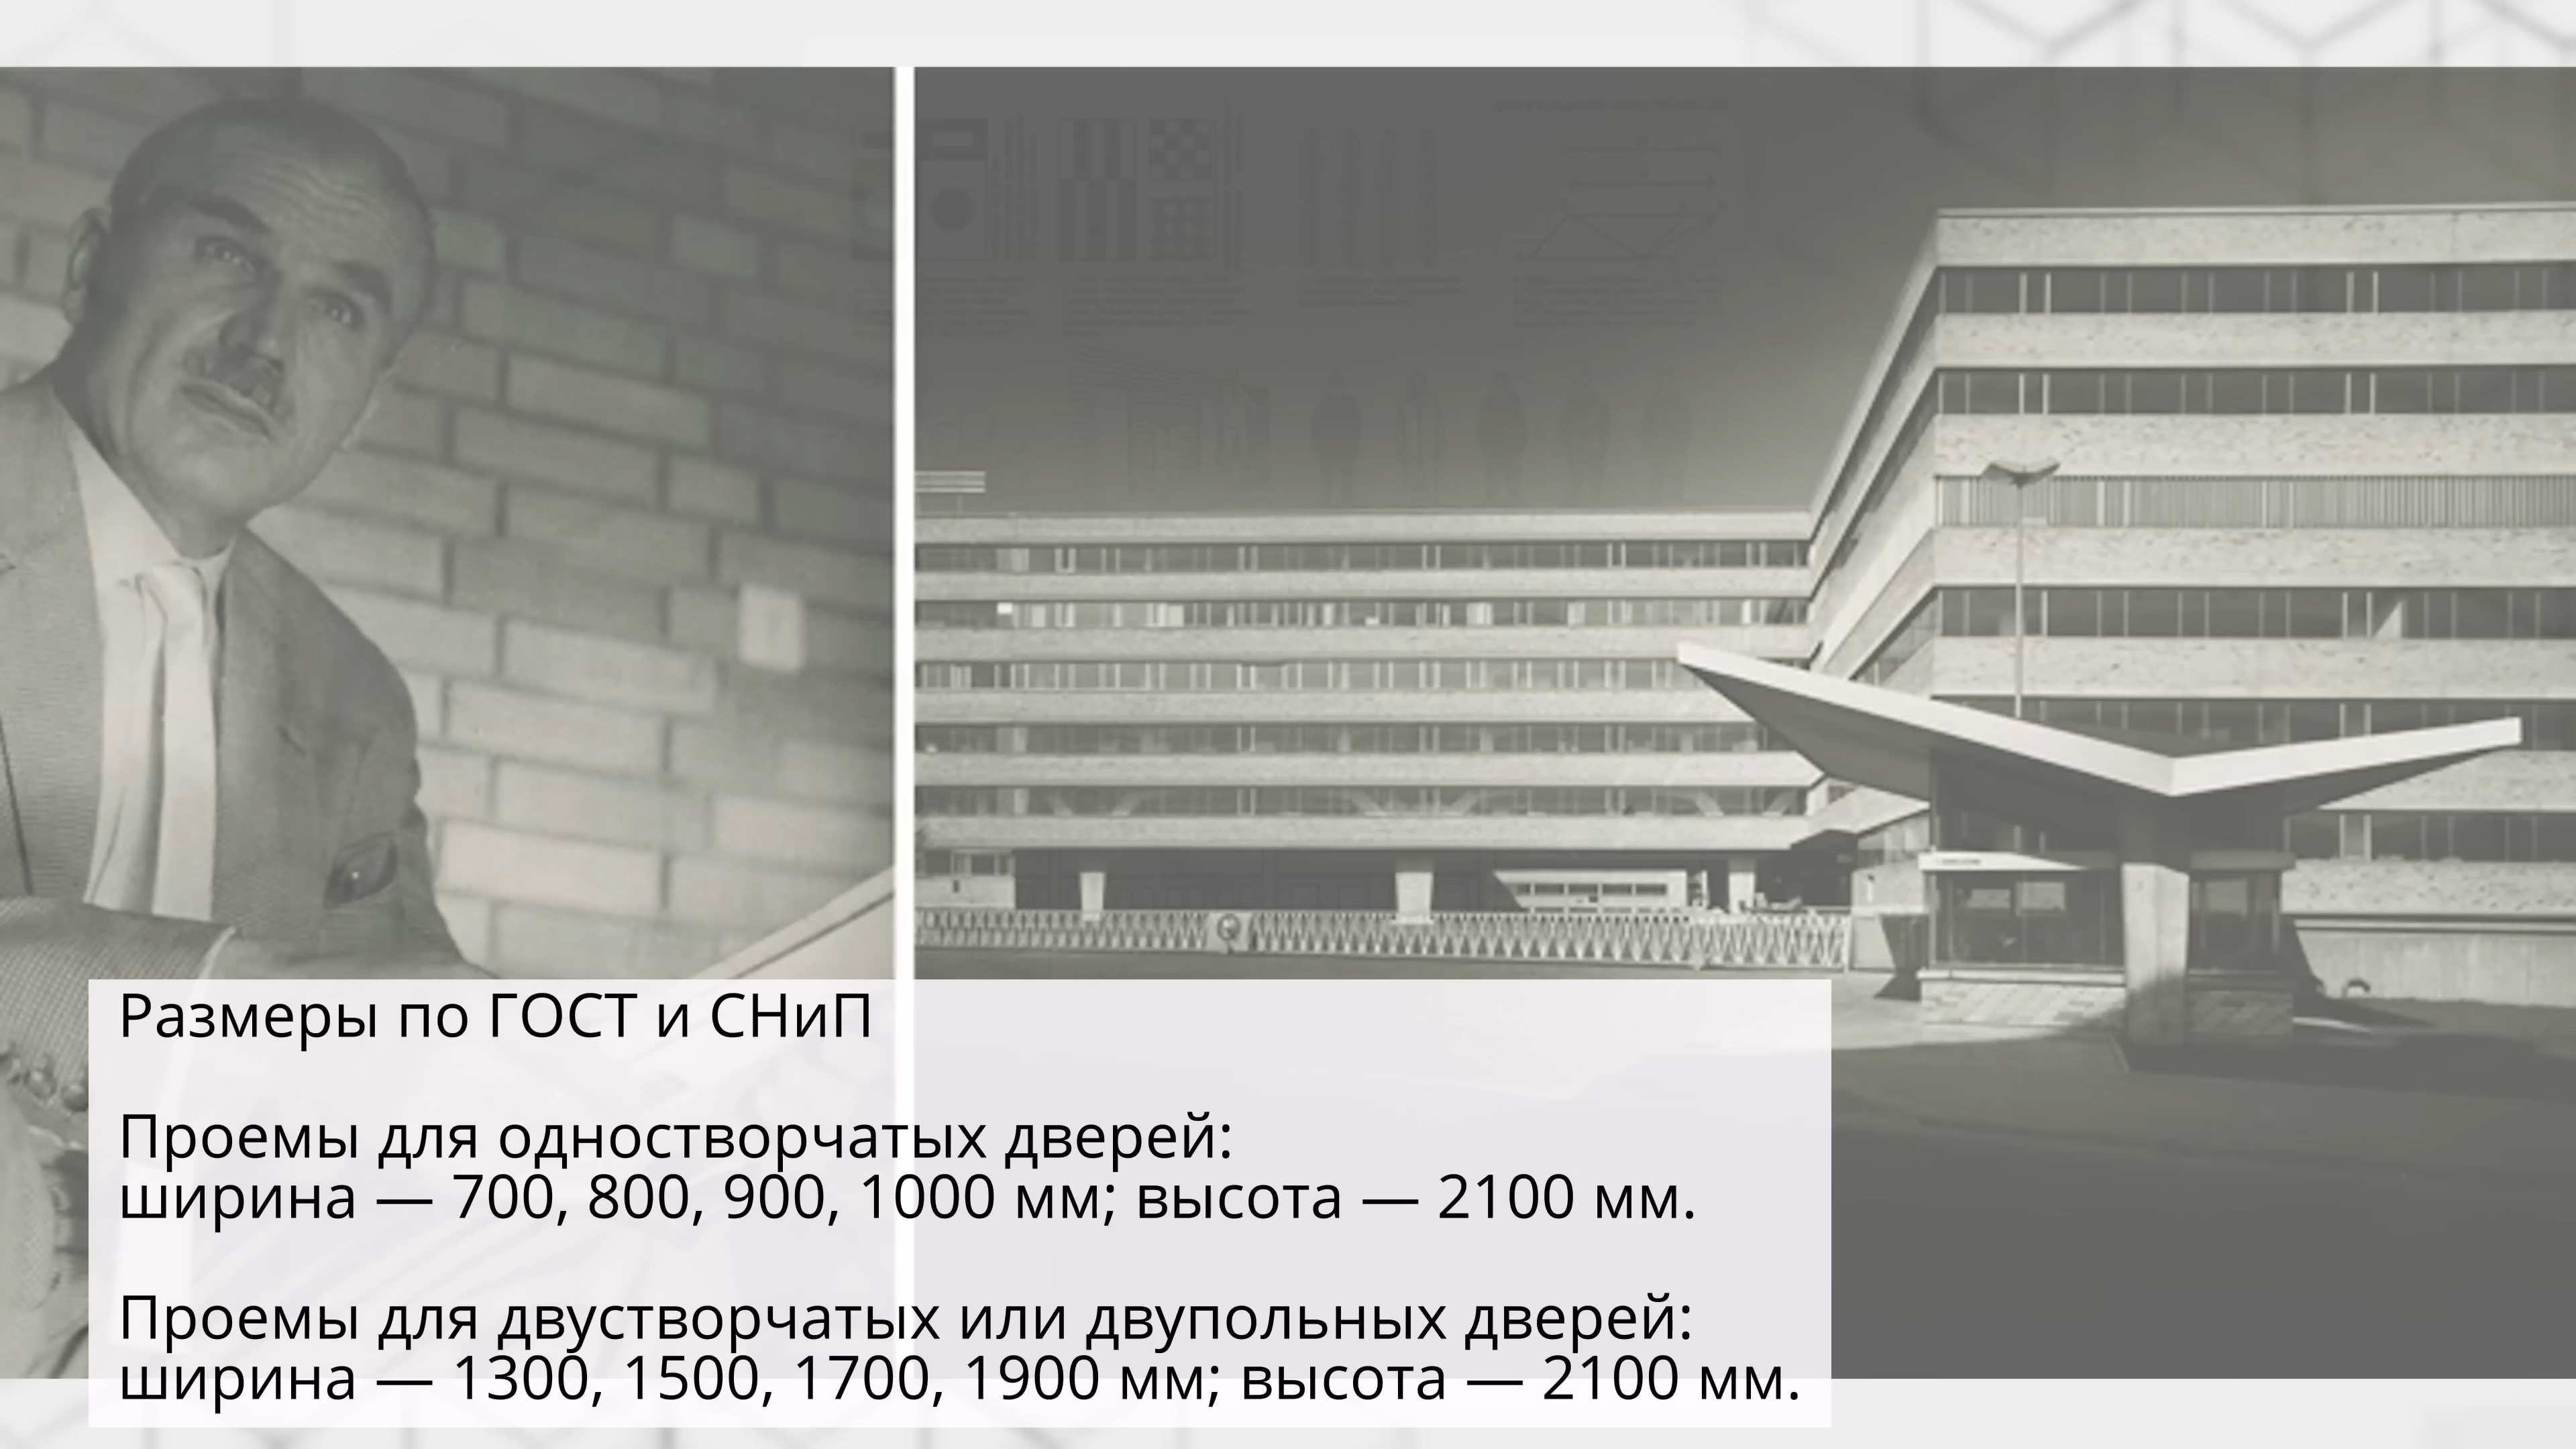 Размеры по ГОСТ и СНиП
Проемы для одностворчатых дверей:
ширина — 700, 800, 900, 1000 мм; высота — 2100 мм.
Проемы для двустворчатых или двупольных дверей:
ширина — 1300, 1500, 1700, 1900 мм; высота — 2100 мм.